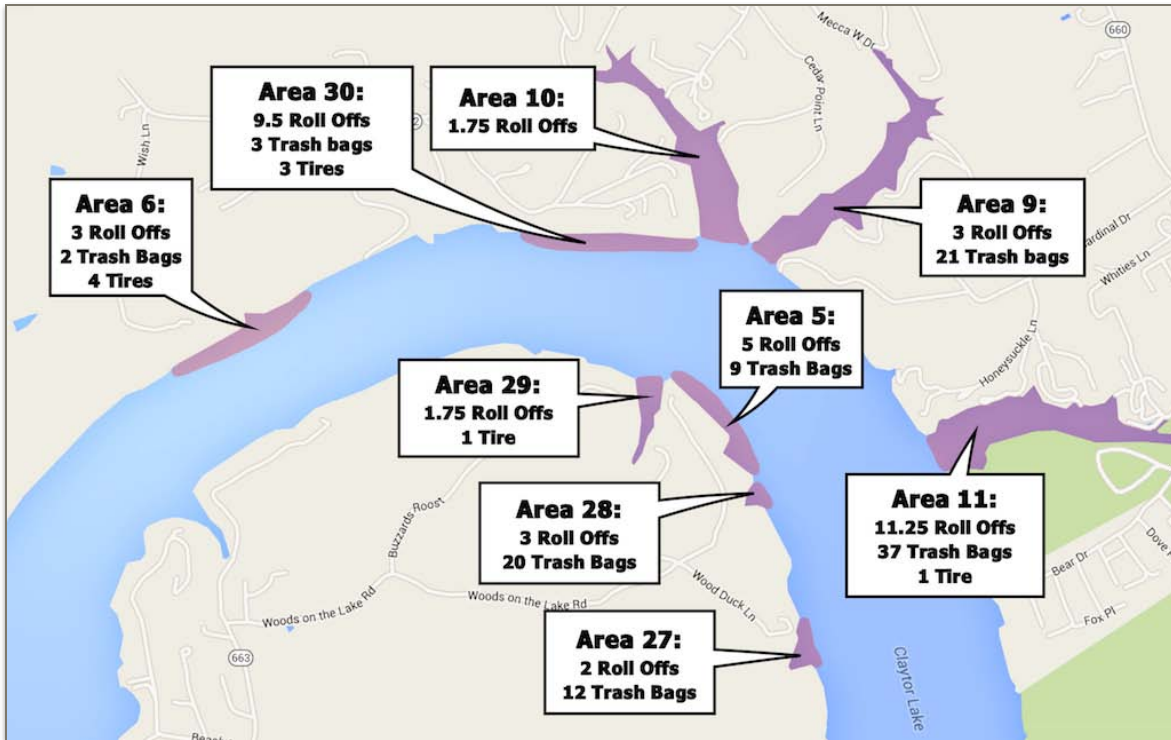 Mecca W Dr
660
Cedar Point Ln
Area 30:
9.5 Roll Offs
3 Trash bags
3 Tires
Area 10:
1.75 Roll Offs
Wish Ln
Area 6:
3 Roll Offs
2 Trash Bags
4 Tires
Area 9:
3 Roll Offs
21 Trash bags
Whities Ln
Area 5:
5 Roll Offs
9 Trash Bags
Honeysuckle Ln
Area 29:
1.75 Roll Offs
1 Tire
Area 28:
3 Roll Offs
20 Trash Bags
Area 11:
11.25 Roll Offs
37 Trash Bags
1 Tire
Buzzards Roost
Woods on the Lake Rd
Woods on the Lake Rd
Wood Duck Ln
Bear Dr
Fox Pl
663
Area 27:
2 Roll Offs
12 Trash Bags
Claytor Lake